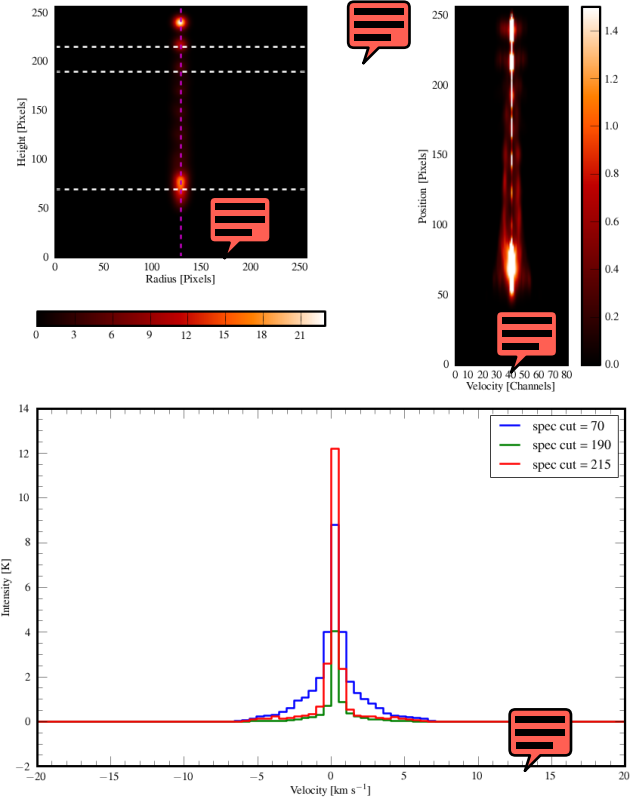 250
200
150
100
50
0
Height [Pixels]
0 50 100 150 200 250
Radius [Pixels]
0 3 6 9 12 15 18 21
250
200
150
100
50
0
Position [Pixels]
0 10 20 30 40 50 60 70 80
Velocity [Channels]
1.4
1.2
1.0
0.8
0.6
0.4
0.2
0.0
14
12
10
8
6
4
2
0
−2
Intensity [K]
spec cut = 70
spec cut = 190
spec cut = 215
−20 −15 −10 −5 0 5 10 15 20
Velocity [km s⁻¹]